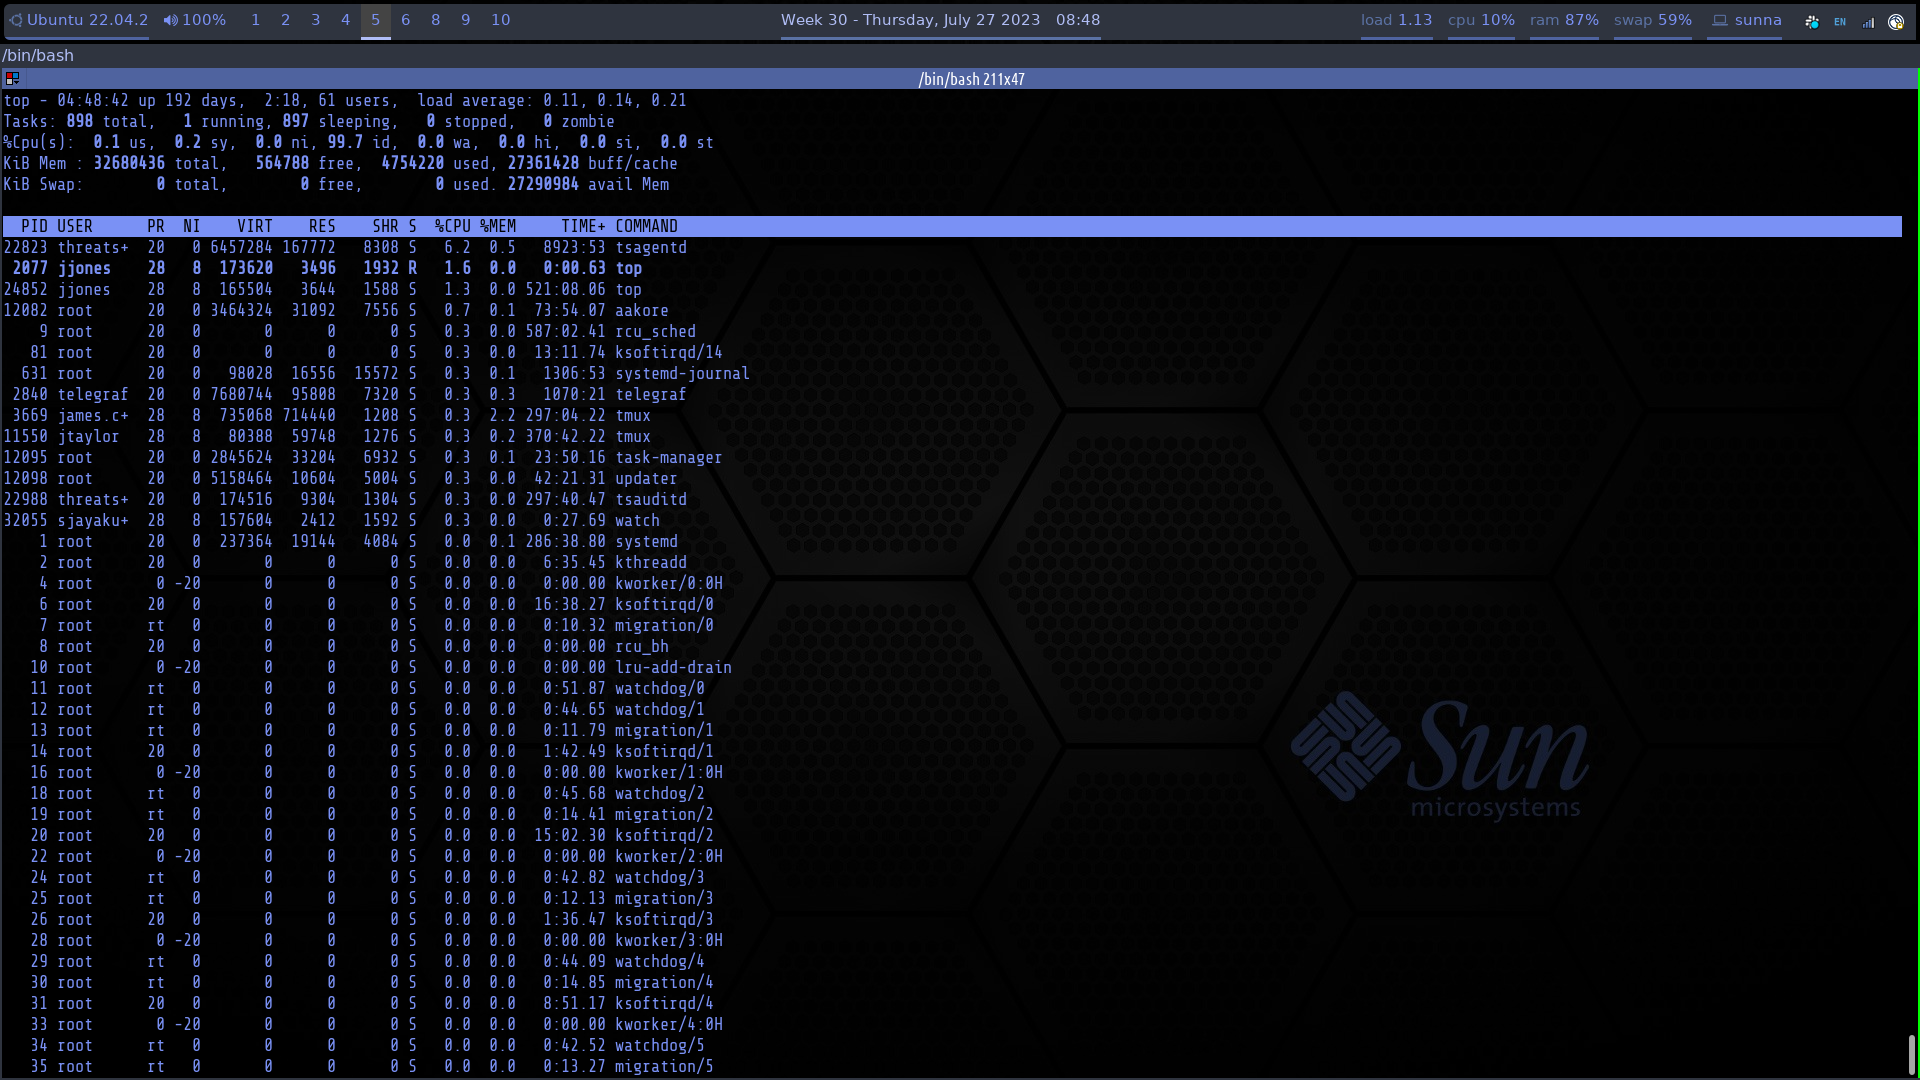 Ubuntu 22.04.2 100% 1 2 3 4 5 6 8 9 10 Week 30 - Thursday, July 27 2023 08:48 load 1.13 cpu 10% ram 87% swap 59% sunna EN
/bin/bash
/bin/bash 211x47
top - 04:48:42 up 192 days,  2:18, 61 users,  load average: 0.11, 0.14, 0.21
Tasks: 898 total,   1 running, 897 sleeping,   0 stopped,   0 zombie
%Cpu(s):  0.1 us,  0.2 sy,  0.0 ni, 99.7 id,  0.0 wa,  0.0 hi,  0.0 si,  0.0 st
KiB Mem : 32680436 total,   564788 free,  4754220 used, 27361428 buff/cache
KiB Swap:        0 total,        0 free,        0 used. 27290984 avail Mem
  PID USER      PR  NI    VIRT    RES    SHR S  %CPU %MEM     TIME+ COMMAND
22823 threats+  20   0 6457284 167772   8308 S   6.2  0.5   8923:53 tsagentd
 2077 jjones    28   8  173620   3496   1932 R   1.6  0.0   0:00.63 top
24852 jjones    28   8  165504   3644   1588 S   1.3  0.0 521:08.06 top
12082 root      20   0 3464324  31092   7556 S   0.7  0.1  73:54.07 aakore
    9 root      20   0       0      0      0 S   0.3  0.0 587:02.41 rcu_sched
   81 root      20   0       0      0      0 S   0.3  0.0  13:11.74 ksoftirqd/14
  631 root      20   0   98028  16556  15572 S   0.3  0.1   1306:53 systemd-journal
 2840 telegraf  20   0 7680744  95808   7320 S   0.3  0.3   1070:21 telegraf
 3669 james.c+  28   8  735068 714440   1208 S   0.3  2.2 297:04.22 tmux
11550 jtaylor   28   8   80388  59748   1276 S   0.3  0.2 370:42.22 tmux
12095 root      20   0 2845624  33204   6932 S   0.3  0.1  23:50.16 task-manager
12098 root      20   0 5158464  10604   5004 S   0.3  0.0  42:21.31 updater
22988 threats+  20   0  174516   9304   1304 S   0.3  0.0 297:40.47 tsauditd
32055 sjayaku+  28   8  157604   2412   1592 S   0.3  0.0   0:27.69 watch
    1 root      20   0  237364  19144   4084 S   0.0  0.1 286:38.80 systemd
    2 root      20   0       0      0      0 S   0.0  0.0   6:35.45 kthreadd
    4 root       0 -20       0      0      0 S   0.0  0.0   0:00.00 kworker/0:0H
    6 root      20   0       0      0      0 S   0.0  0.0  16:38.27 ksoftirqd/0
    7 root      rt   0       0      0      0 S   0.0  0.0   0:10.32 migration/0
    8 root      20   0       0      0      0 S   0.0  0.0   0:00.00 rcu_bh
   10 root       0 -20       0      0      0 S   0.0  0.0   0:00.00 lru-add-drain
   11 root      rt   0       0      0      0 S   0.0  0.0   0:51.87 watchdog/0
   12 root      rt   0       0      0      0 S   0.0  0.0   0:44.65 watchdog/1
   13 root      rt   0       0      0      0 S   0.0  0.0   0:11.79 migration/1
   14 root      20   0       0      0      0 S   0.0  0.0   1:42.49 ksoftirqd/1
   16 root       0 -20       0      0      0 S   0.0  0.0   0:00.00 kworker/1:0H
   18 root      rt   0       0      0      0 S   0.0  0.0   0:45.68 watchdog/2
   19 root      rt   0       0      0      0 S   0.0  0.0   0:14.41 migration/2
   20 root      20   0       0      0      0 S   0.0  0.0  15:02.30 ksoftirqd/2
   22 root       0 -20       0      0      0 S   0.0  0.0   0:00.00 kworker/2:0H
   24 root      rt   0       0      0      0 S   0.0  0.0   0:42.82 watchdog/3
   25 root      rt   0       0      0      0 S   0.0  0.0   0:12.13 migration/3
   26 root      20   0       0      0      0 S   0.0  0.0   1:36.47 ksoftirqd/3
   28 root       0 -20       0      0      0 S   0.0  0.0   0:00.00 kworker/3:0H
   29 root      rt   0       0      0      0 S   0.0  0.0   0:44.09 watchdog/4
   30 root      rt   0       0      0      0 S   0.0  0.0   0:14.85 migration/4
   31 root      20   0       0      0      0 S   0.0  0.0   8:51.17 ksoftirqd/4
   33 root       0 -20       0      0      0 S   0.0  0.0   0:00.00 kworker/4:0H
   34 root      rt   0       0      0      0 S   0.0  0.0   0:42.52 watchdog/5
   35 root      rt   0       0      0      0 S   0.0  0.0   0:13.27 migration/5
Sun
microsystems